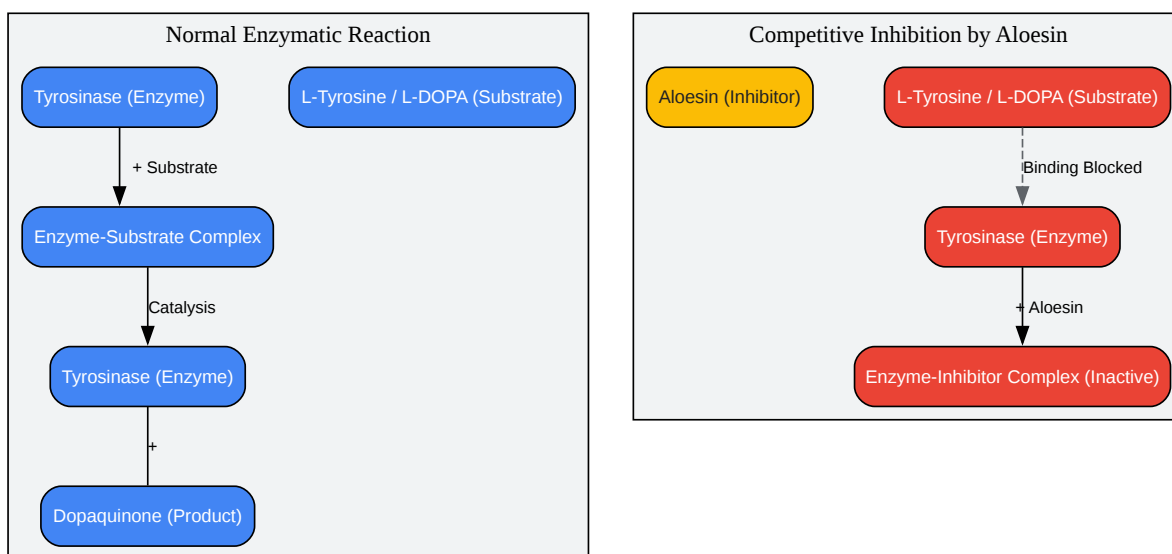 Normal Enzymatic Reaction
Tyrosinase (Enzyme)
L-Tyrosine / L-DOPA (Substrate)
+ Substrate
Enzyme-Substrate Complex
Catalysis
Tyrosinase (Enzyme)
+
Dopaquinone (Product)
Competitive Inhibition by Aloesin
Aloesin (Inhibitor)
L-Tyrosine / L-DOPA (Substrate)
Binding Blocked
Tyrosinase (Enzyme)
+ Aloesin
Enzyme-Inhibitor Complex (Inactive)